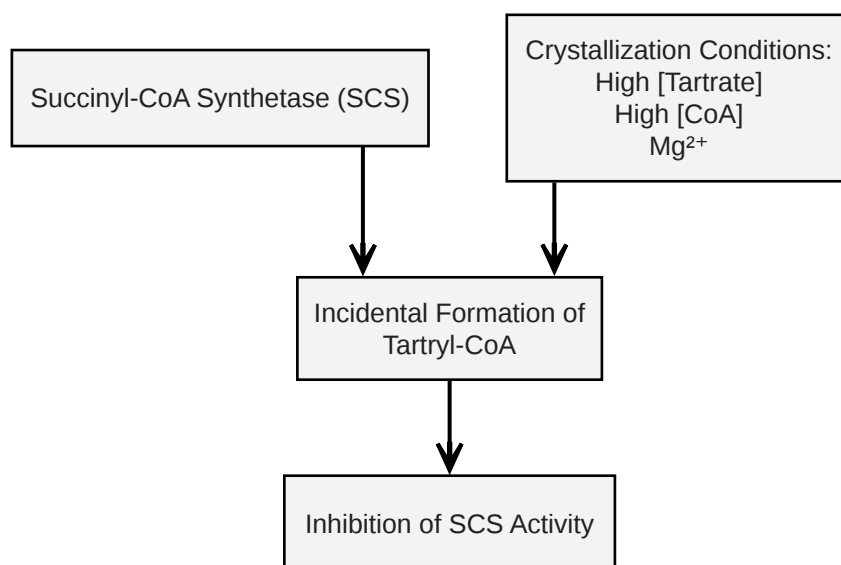 Succinyl-CoA Synthetase (SCS)
Crystallization Conditions:
High [Tartrate]
High [CoA]
Mg²⁺
Incidental Formation of
Tartryl-CoA
Inhibition of SCS Activity